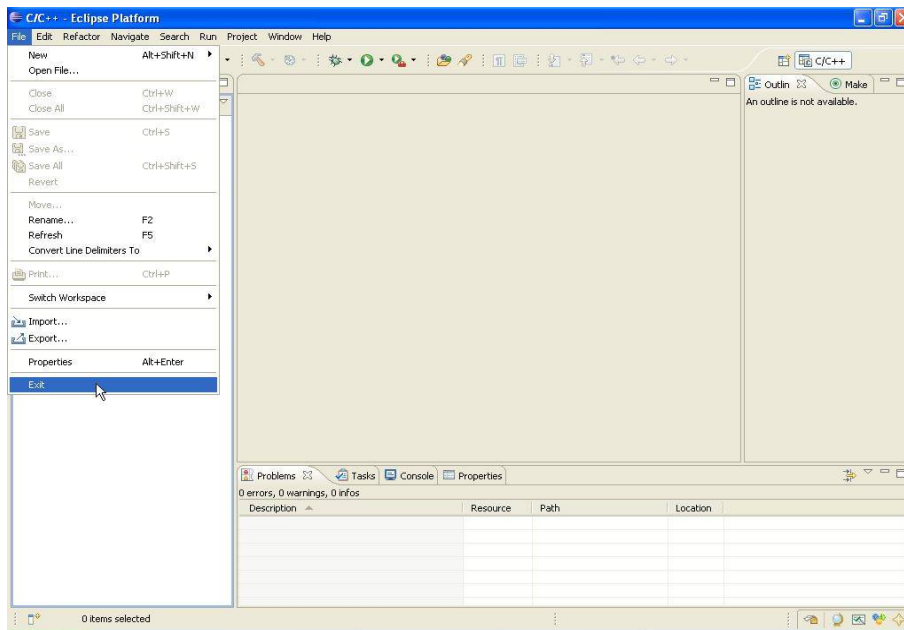 C/C++ - Eclipse Platform
File Edit Refactor Navigate Search Run Project Window Help
New Alt+Shift+N
Open File...
C/C++
Close Ctrl+W
Close All Ctrl+Shift+W
Outlin Make
An outline is not available.
Save Ctrl+S
Save As...
Save All Ctrl+Shift+S
Revert
Move...
Rename... F2
Refresh F5
Convert Line Delimiters To
Print... Ctrl+P
Switch Workspace
Import...
Export...
Properties Alt+Enter
Exit
Problems Tasks Console Properties
0 errors, 0 warnings, 0 infos
Description Resource Path Location
0 items selected